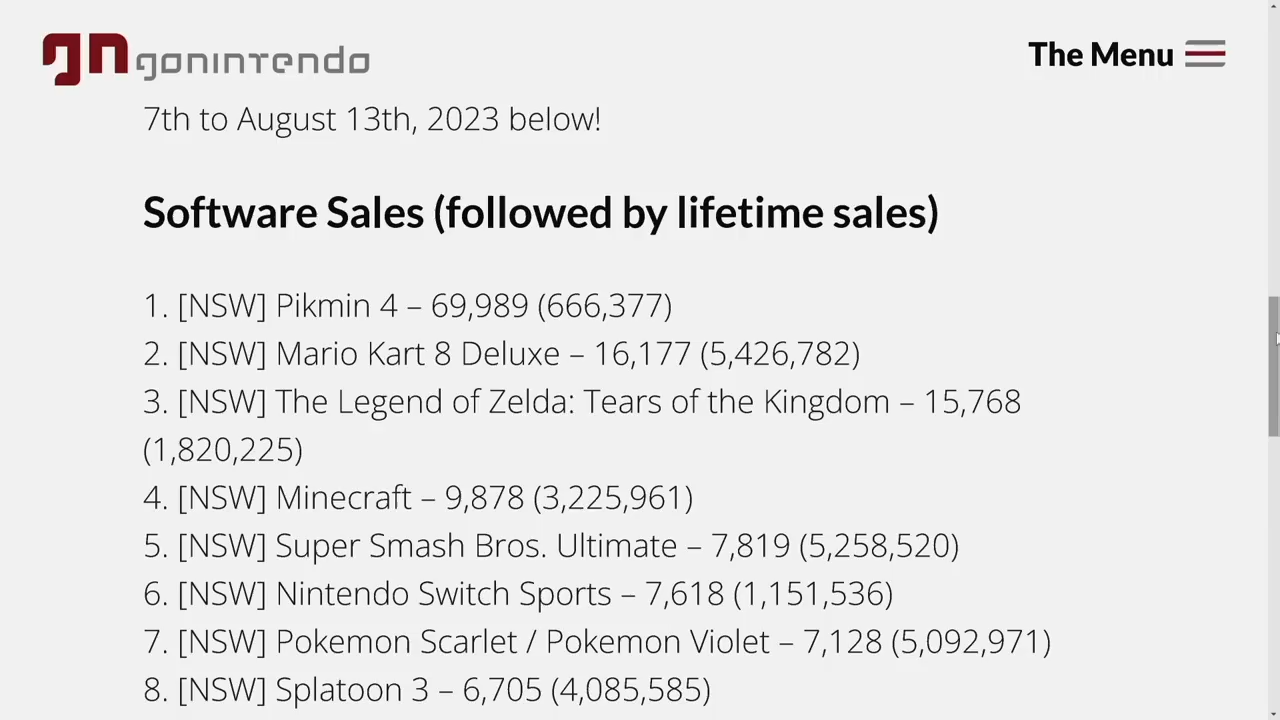 gonintendo
The Menu
7th to August 13th, 2023 below!
Software Sales (followed by lifetime sales)
1. [NSW] Pikmin 4 – 69,989 (666,377)
2. [NSW] Mario Kart 8 Deluxe – 16,177 (5,426,782)
3. [NSW] The Legend of Zelda: Tears of the Kingdom – 15,768
(1,820,225)
4. [NSW] Minecraft – 9,878 (3,225,961)
5. [NSW] Super Smash Bros. Ultimate – 7,819 (5,258,520)
6. [NSW] Nintendo Switch Sports – 7,618 (1,151,536)
7. [NSW] Pokemon Scarlet / Pokemon Violet – 7,128 (5,092,971)
8. [NSW] Splatoon 3 – 6,705 (4,085,585)